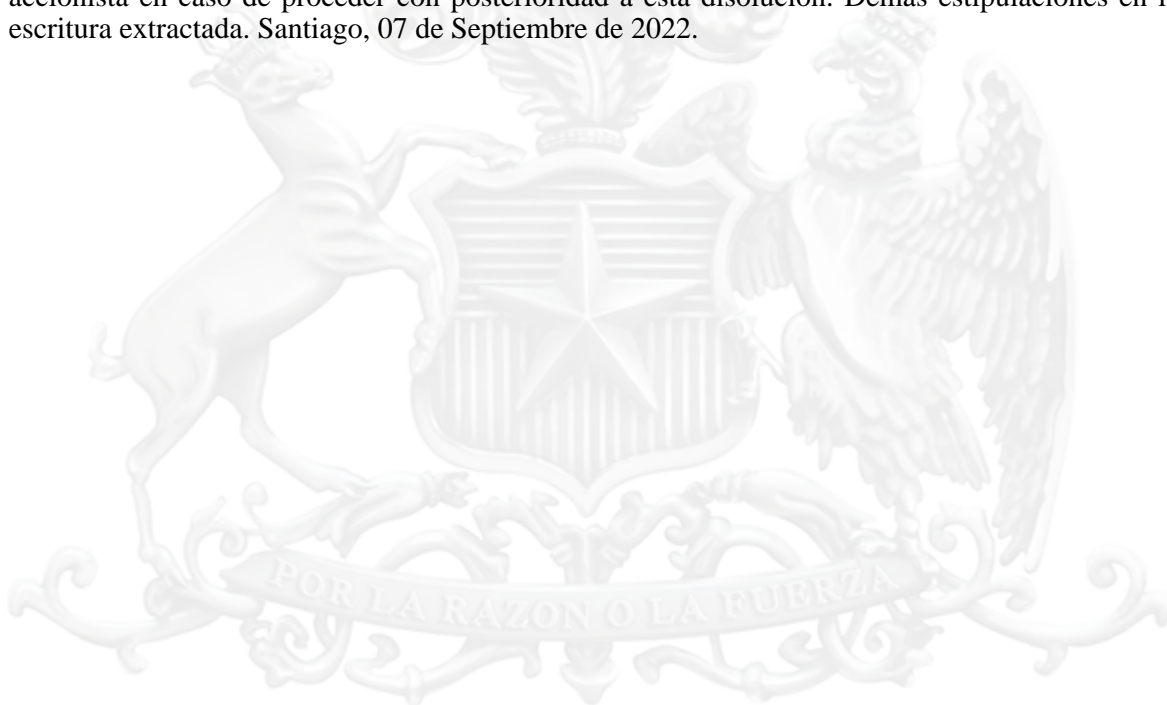 accionista en caso de proceder con posterioridad a esta disolución. Demás estipulaciones en
escritura extractada. Santiago, 07 de Septiembre de 2022.
POR LA RAZON O LA FUERZA